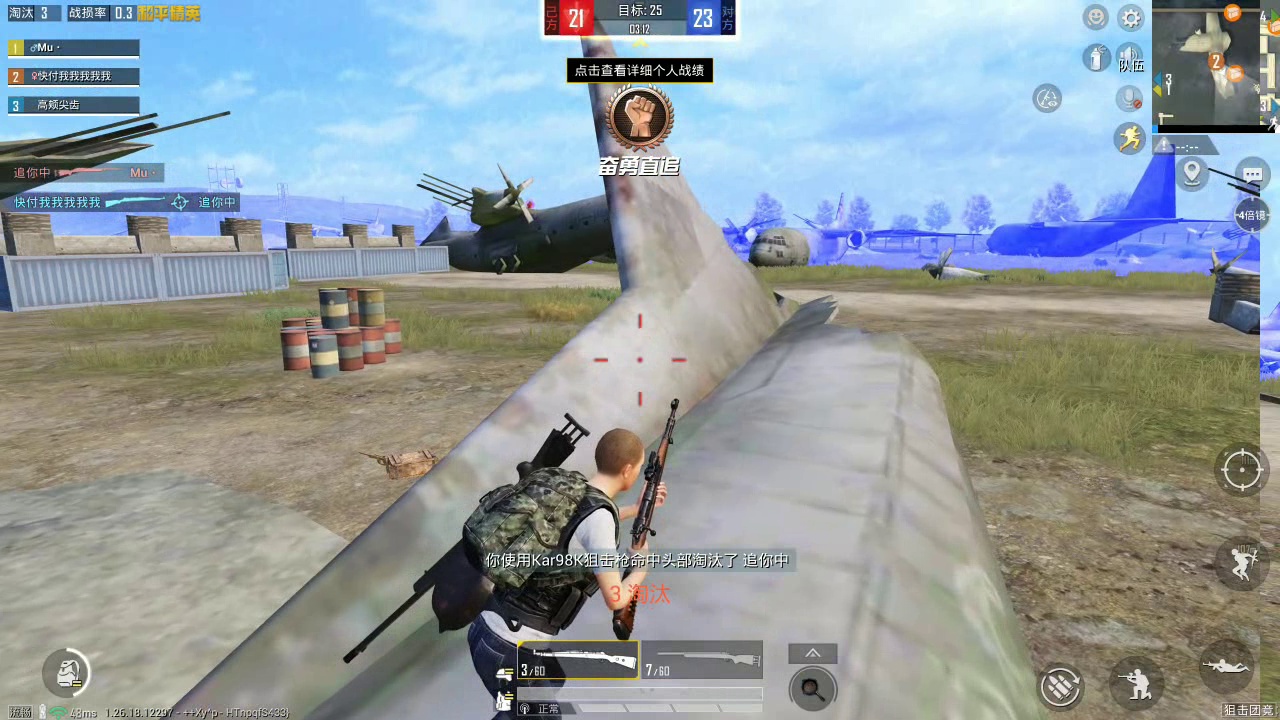 淘汰 3 战损率 0.3 和平精英
己方 21 目标: 25 23 对方
03:12
1 ♂Mu·
2 ♀快付我我我我我
3 高频尖齿
点击查看详细个人战绩
队伍
奋勇直追
追你中 Mu·
快付我我我我我 追你中
4倍镜
你使用Kar98K狙击枪命中头部淘汰了 追你中
3 淘汰
3/60
7/60
正常
48ms
狙击团竞